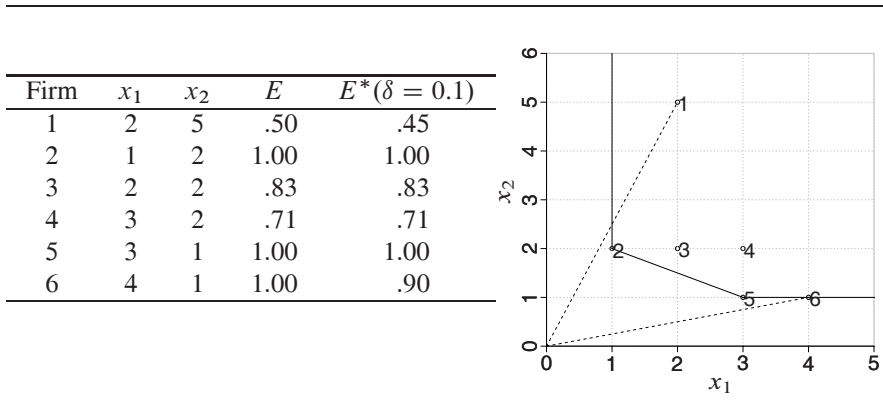 Firm x₁ x₂ E E*(δ = 0.1)
1 2 5 .50 .45
2 1 2 1.00 1.00
3 2 2 .83 .83
4 3 2 .71 .71
5 3 1 1.00 1.00
6 4 1 1.00 .90
6
5
4
3
2
1
0
x₂
1
2
3
4
5
6
0 1 2 3 4 5
x₁